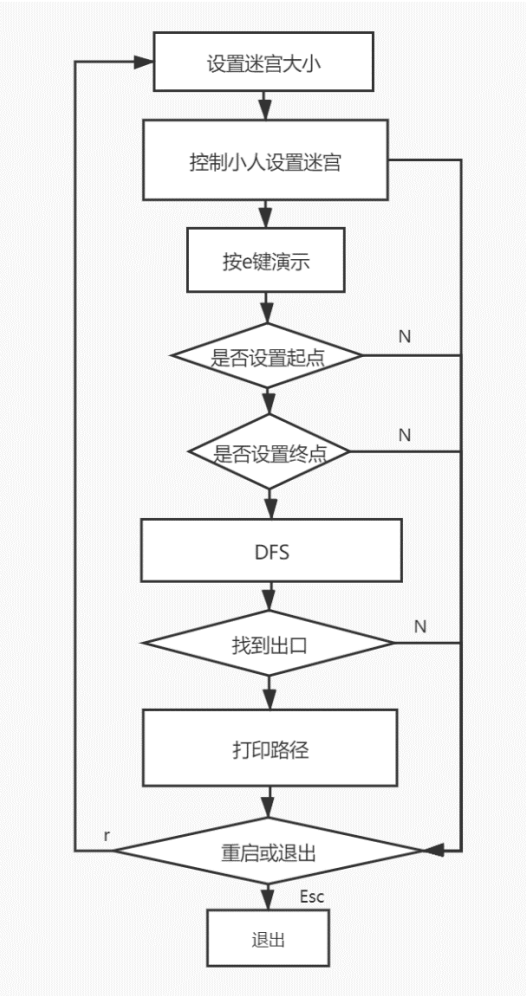 设置迷宫大小
控制小人设置迷宫
按e键演示
是否设置起点
N
是否设置终点
N
DFS
找到出口
N
打印路径
r
重启或退出
Esc
退出